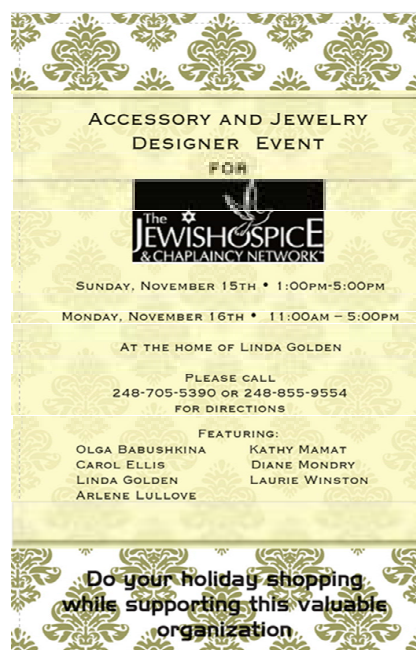 Accessory and Jewelry
Designer Event
FOR
The
JEWISHOSPICE
& CHAPLAINCY NETWORK™
Sunday, November 15th • 1:00pm-5:00pm
Monday, November 16th • 11:00am – 5:00pm
At the home of Linda Golden
Please call
248-705-5390 or 248-855-9554
for directions
Featuring:
Olga Babushkina Kathy Mamat
Carol Ellis Diane Mondry
Linda Golden Laurie Winston
Arlene Lullove
Do your holiday shopping
while supporting this valuable
organization